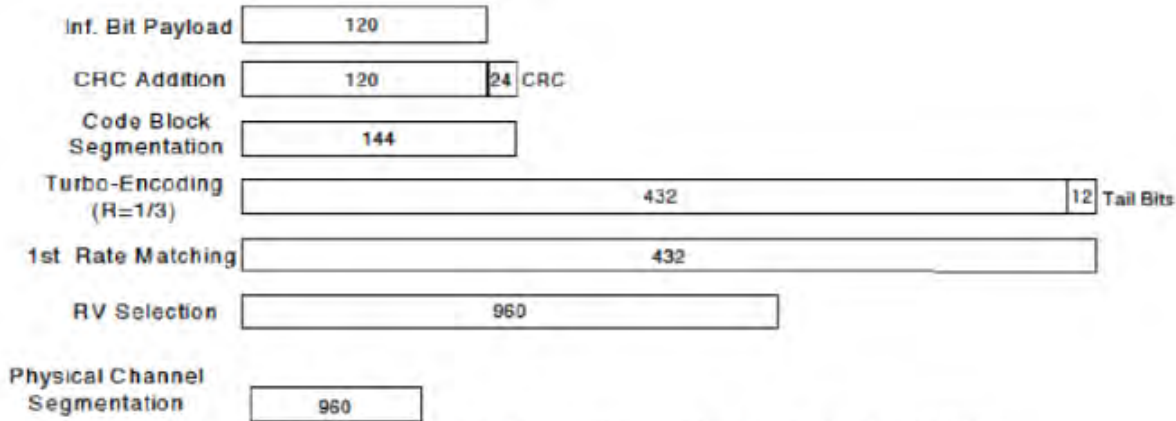 Inf. Bit Payload 120
CRC Addition 120 24 CRC
Code Block
Segmentation 144
Turbo-Encoding
(R=1/3) 432 12 Tail Bits
1st Rate Matching 432
RV Selection 960
Physical Channel
Segmentation 960